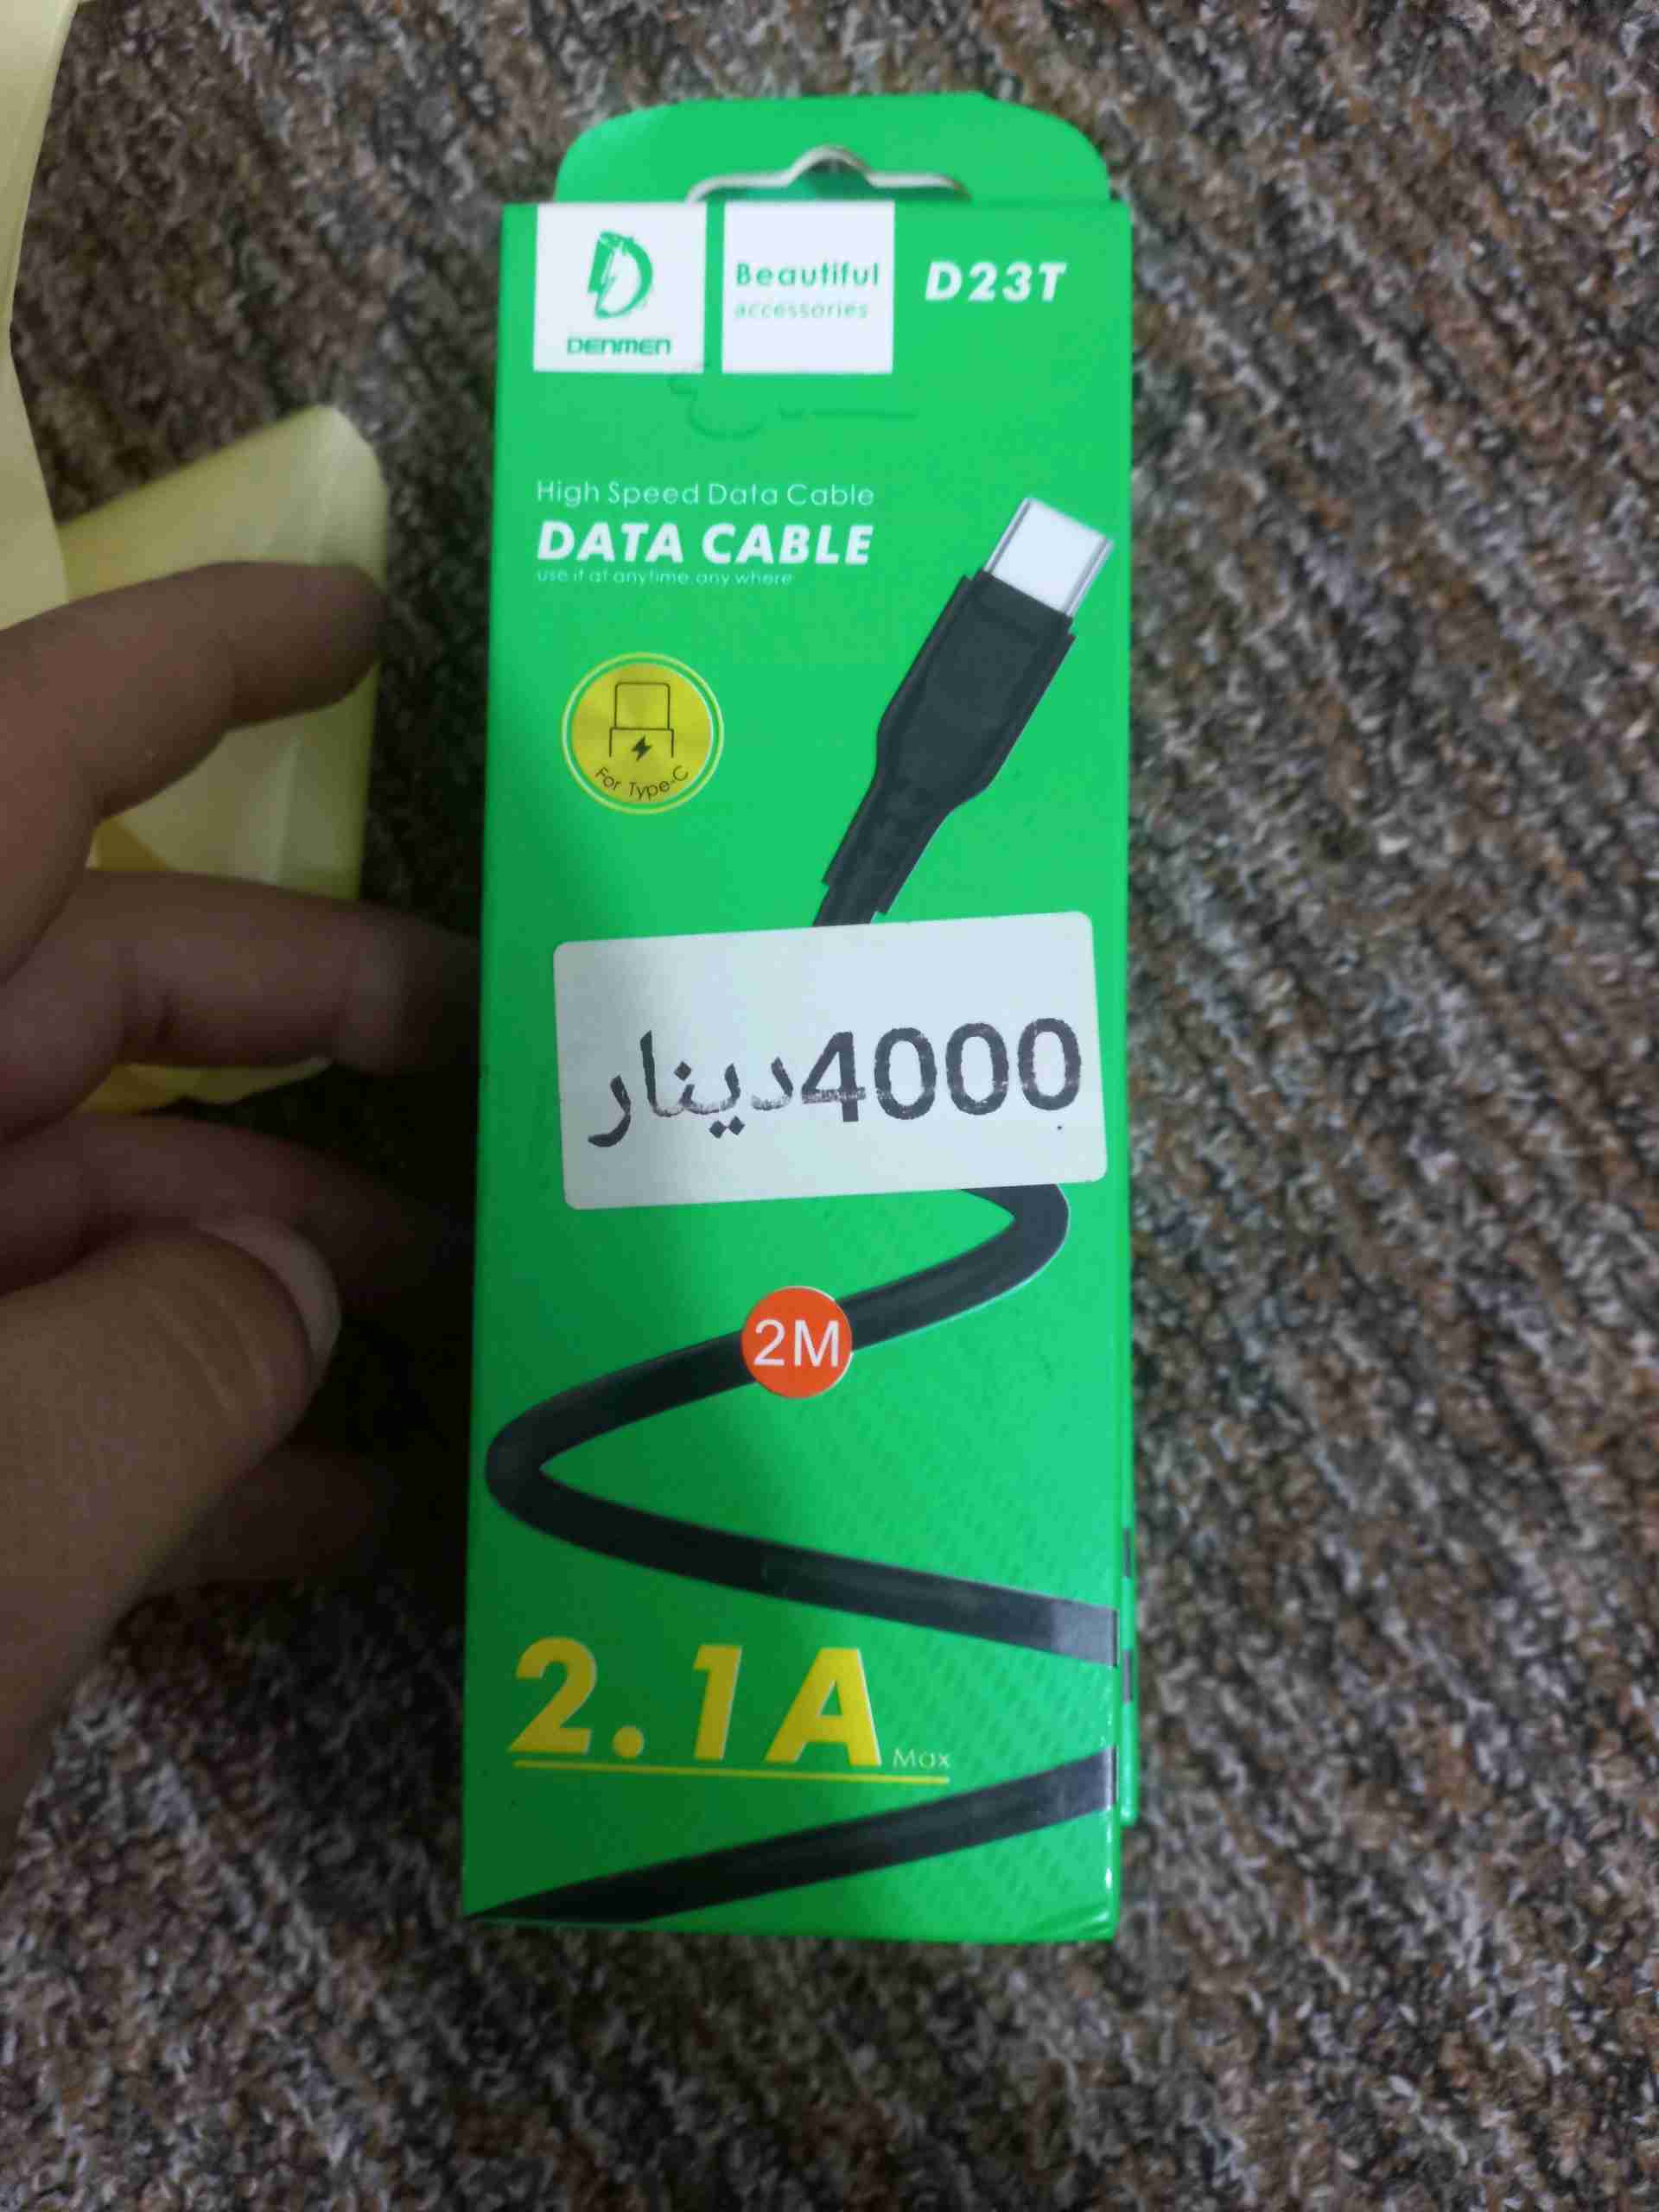 DENMEN
Beautiful
accessories
D23T
High Speed Data Cable
DATA CABLE
use it at anytime any where
For Type-C
4000دينار
2M
2.1A Max